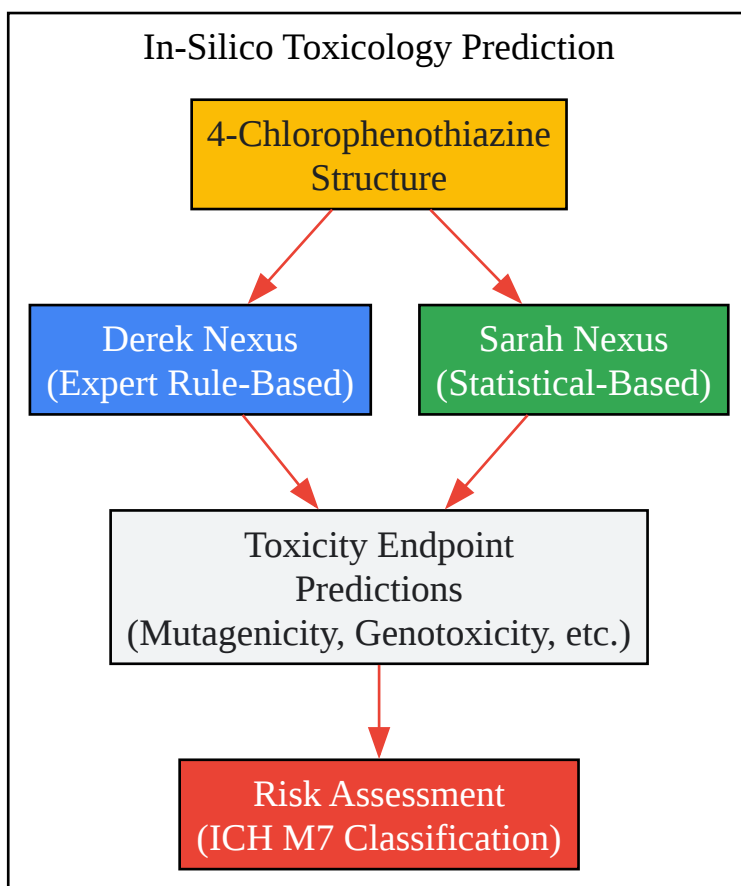 In-Silico Toxicology Prediction
4-Chlorophenothiazine
Structure
Derek Nexus
(Expert Rule-Based)
Sarah Nexus
(Statistical-Based)
Toxicity Endpoint
Predictions
(Mutagenicity, Genotoxicity, etc.)
Risk Assessment
(ICH M7 Classification)